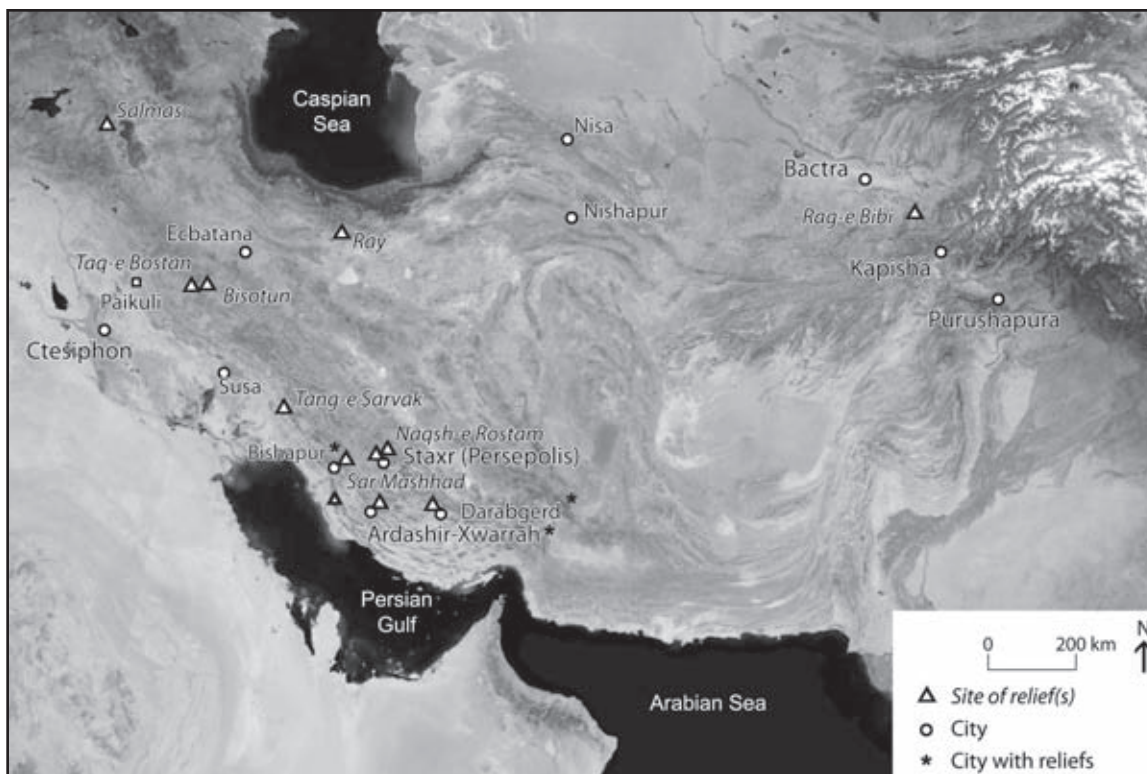 Caspian
Sea
Salmas
Nisa
Bactra
Nishapur
Rag-e Bibi
Ray
Ecbatana
Kapisha
Taq-e Bostan
Bisotun
Paikuli
Purushapura
Ctesiphon
Susa
Tang-e Sarvak
Naqsh-e Rostam
Bishapur*
Staxr (Persepolis)
Sar Mashhad
Darabgerd*
Ardashir-Xwarrah*
Persian
Gulf
Arabian Sea
N
0 200 km
Site of relief(s)
City
* City with reliefs